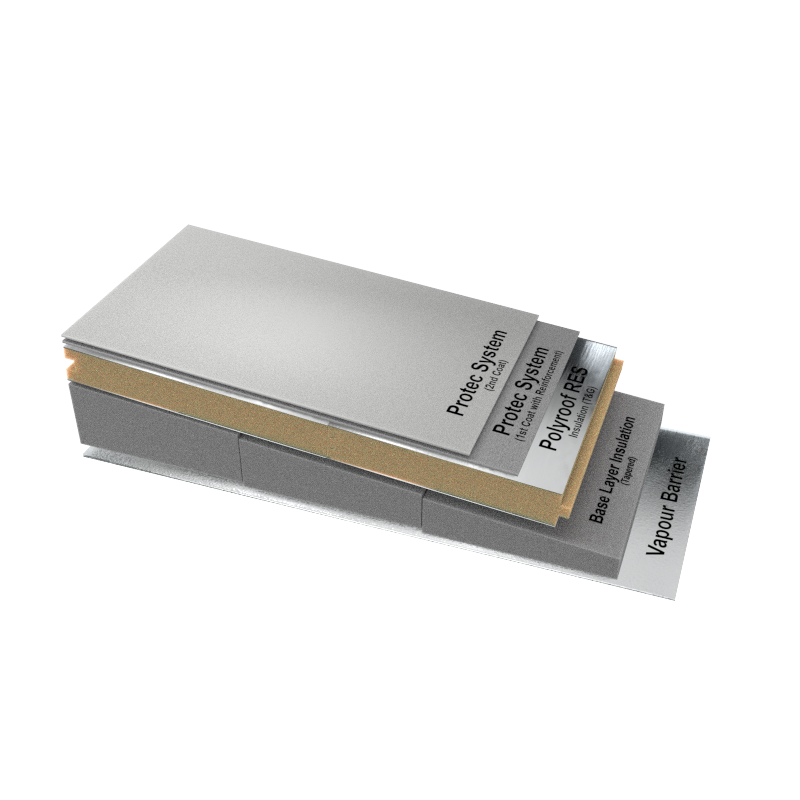 Protec System
(2nd Coat)
Protec System
(1st Coat with Reinforcement)
Polyroof RES
Insulation (T&G)
Base Layer Insulation
(Tapered)
Vapour Barrier